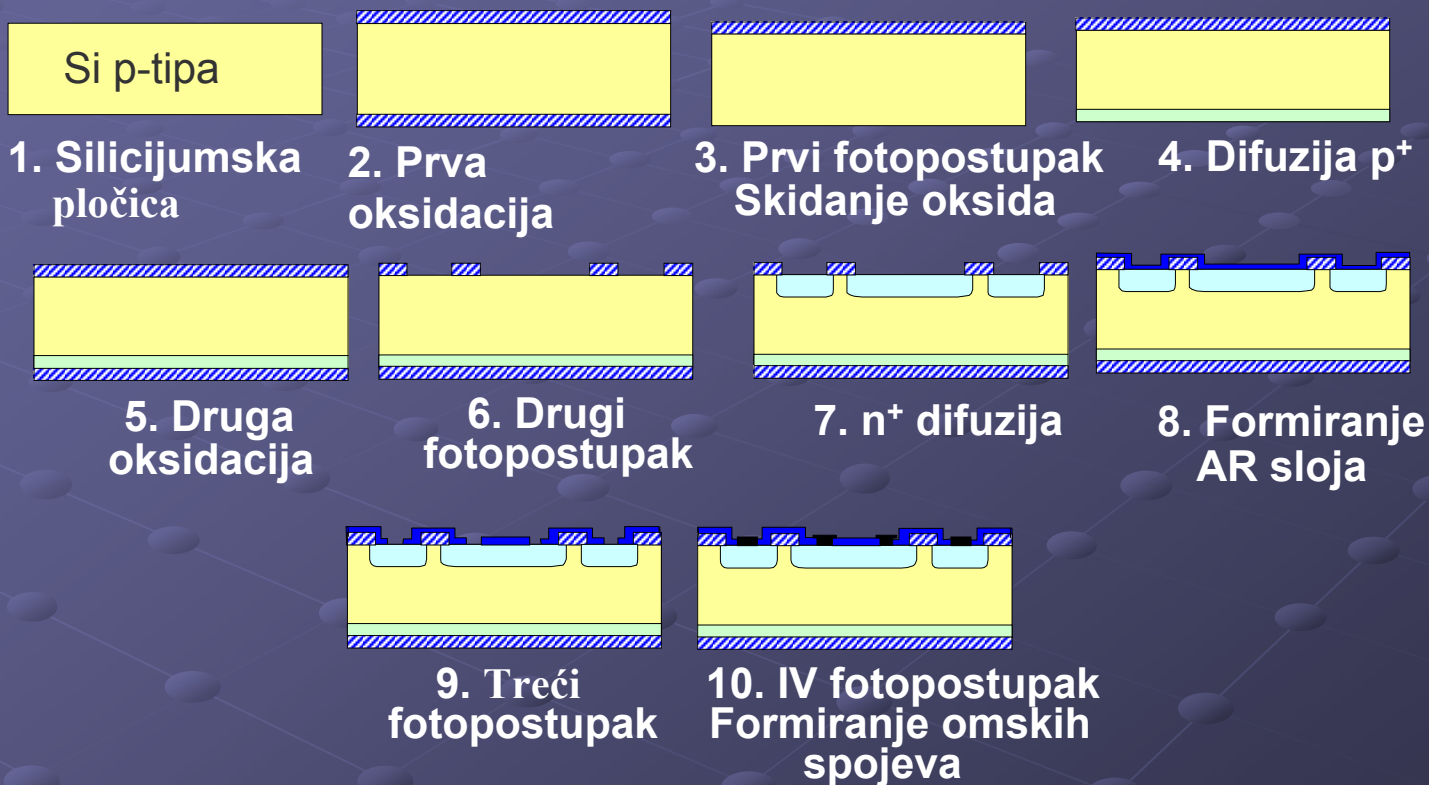 Si p-tipa
1. Silicijumska
pločica
2. Prva
oksidacija
3. Prvi fotopostupak
Skidanje oksida
4. Difuzija p⁺
5. Druga
oksidacija
6. Drugi
fotopostupak
7. n⁺ difuzija
8. Formiranje
AR sloja
9. Treći
fotopostupak
10. IV fotopostupak
Formiranje omskih
spojeva